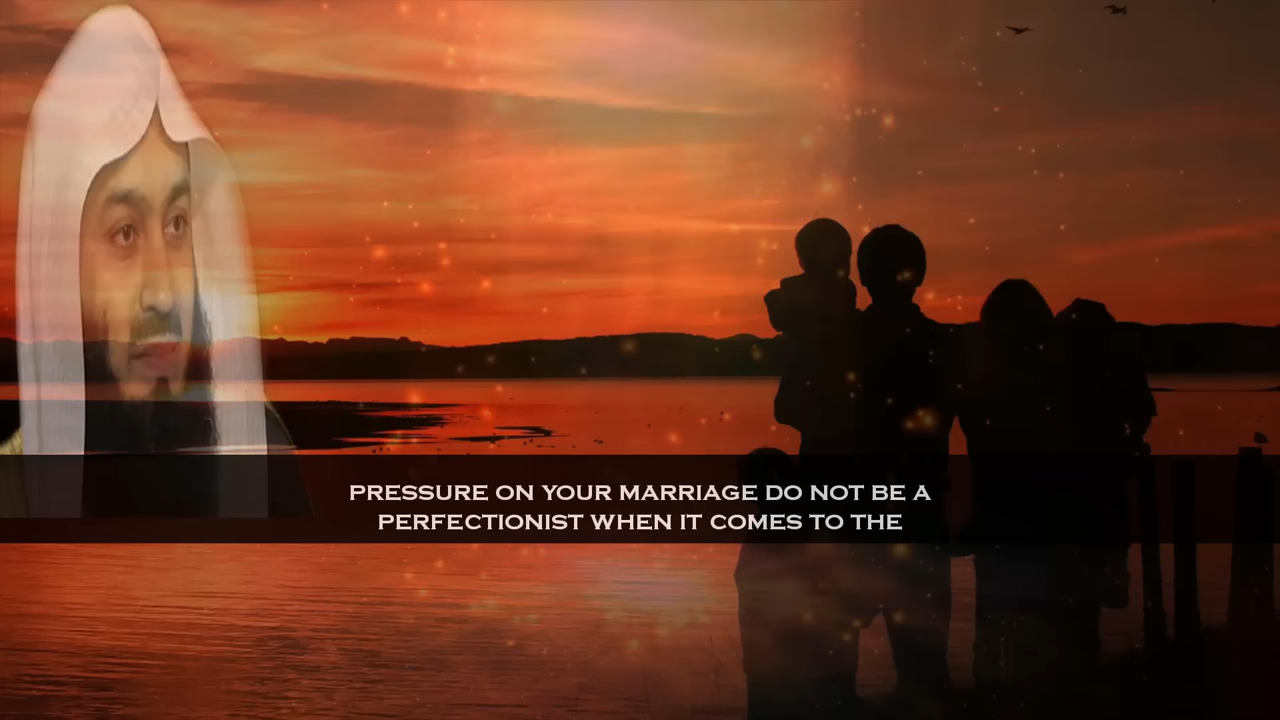 PRESSURE ON YOUR MARRIAGE DO NOT BE A
PERFECTIONIST WHEN IT COMES TO THE